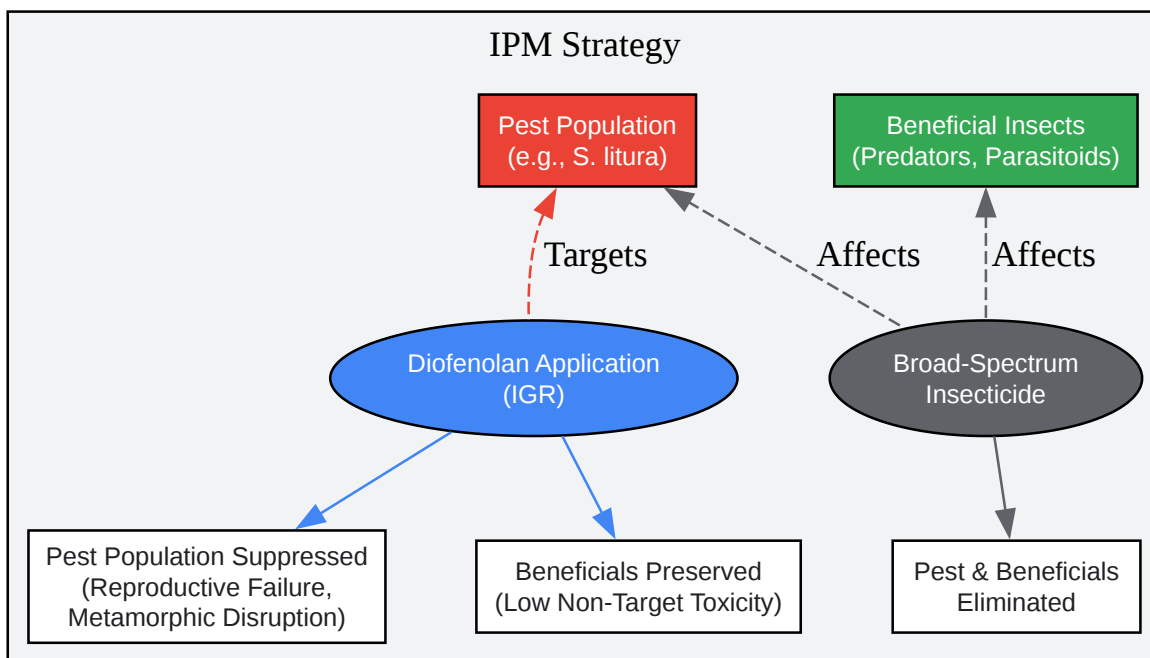 IPM Strategy
Pest Population
(e.g., S. litura)
Beneficial Insects
(Predators, Parasitoids)
Targets
Affects
Affects
Diofenolan Application
(IGR)
Broad-Spectrum
Insecticide
Pest Population Suppressed
(Reproductive Failure,
Metamorphic Disruption)
Beneficials Preserved
(Low Non-Target Toxicity)
Pest & Beneficials
Eliminated